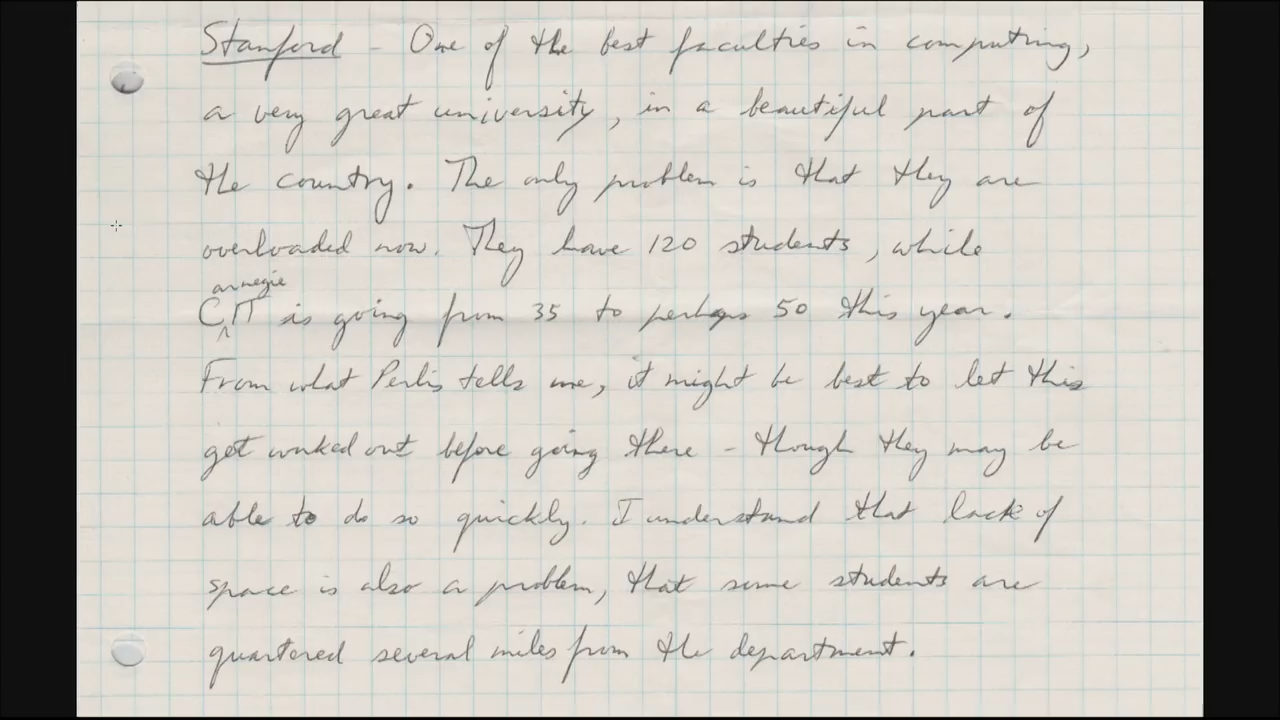 Stanford - One of the best faculties in computing,
a very great university, in a beautiful part of
the country. The only problem is that they are
overloaded now. They have 120 students, while
arnegie
CIT is going from 35 to perhaps 50 this year.
From what Perlis tells me, it might be best to let this
get worked out before going there - though they may be
able to do so quickly. I understand that lack of
space is also a problem, that some students are
quartered several miles from the department.